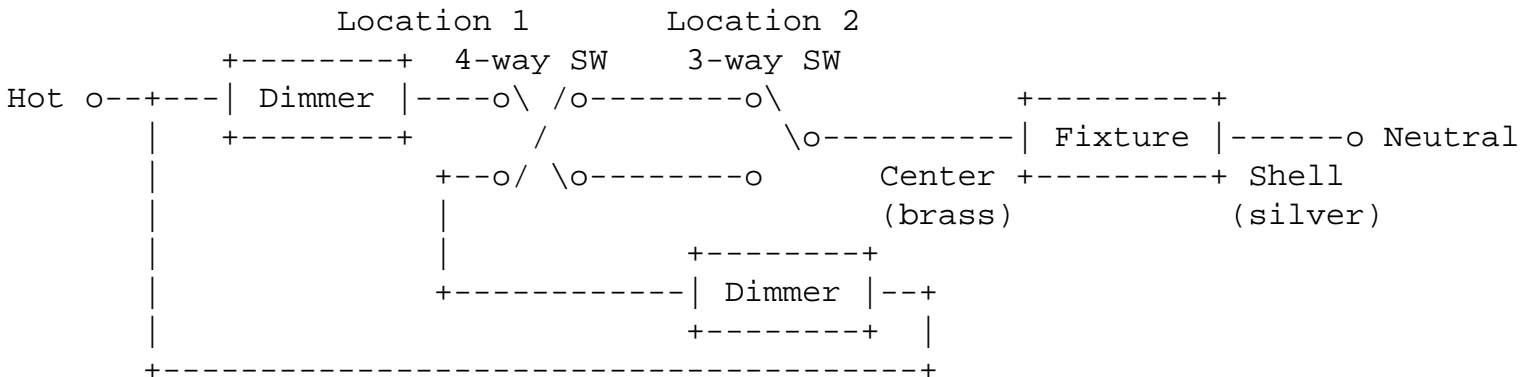 Location 1 Location 2
4-way SW 3-way SW
Hot Dimmer
Fixture Neutral
Center Shell
(brass) (silver)
Dimmer